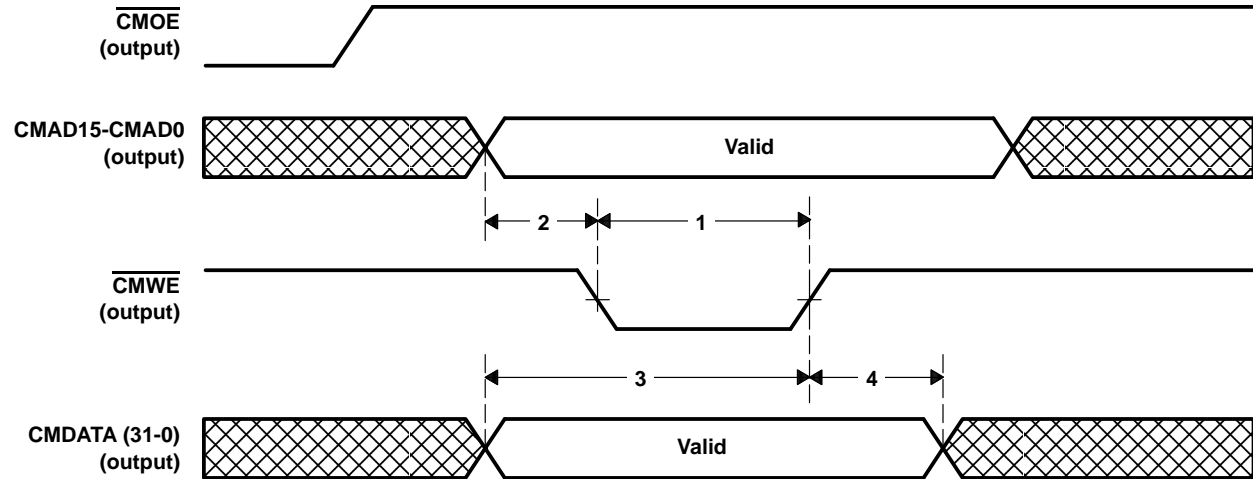 CMOE
(output)
CMAD15-CMAD0
(output)
Valid
2
1
CMWE
(output)
3
4
CMDATA (31-0)
(output)
Valid